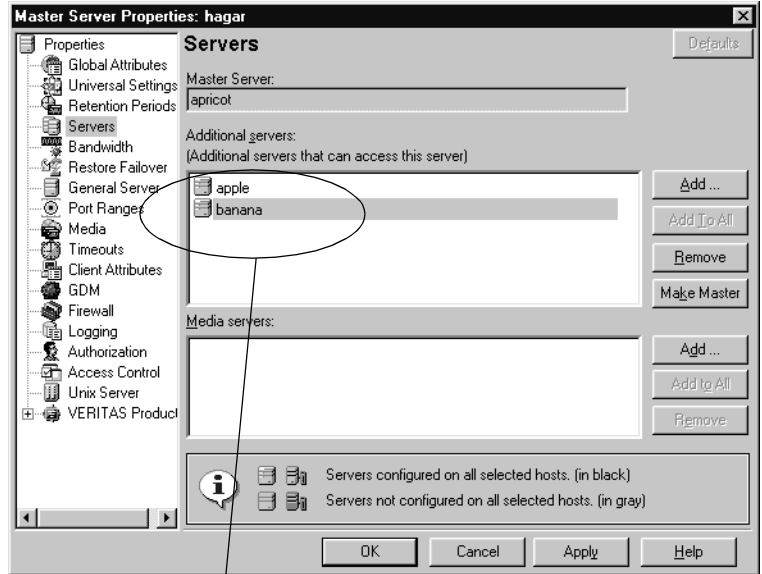 Master Server Properties: hagar
Properties
Global Attributes
Universal Settings
Retention Periods
Servers
Bandwidth
Restore Failover
General Server
Port Ranges
Media
Timeouts
Client Attributes
GDM
Firewall
Logging
Authorization
Access Control
Unix Server
VERITAS Product
Servers
Defaults
Master Server:
apricot
Additional servers:
(Additional servers that can access this server)
apple
banana
Add ...
Add To All
Remove
Make Master
Media servers:
Add ...
Add to All
Remove
Servers configured on all selected hosts. (in black)
Servers not configured on all selected hosts. (in gray)
OK
Cancel
Apply
Help